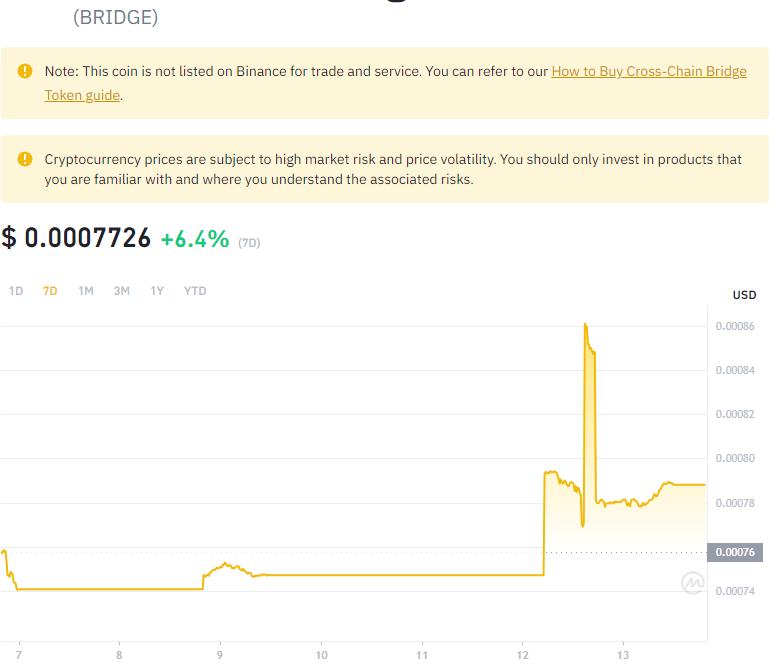 (BRIDGE)
Note: This coin is not listed on Binance for trade and service. You can refer to our How to Buy Cross-Chain Bridge
Token guide.
Cryptocurrency prices are subject to high market risk and price volatility. You should only invest in products that
you are familiar with and where you understand the associated risks.
$ 0.0007726 +6.4% (7D)
1D 7D 1M 3M 1Y YTD
USD
0.00086
0.00084
0.00082
0.00080
0.00078
0.00076
0.00074
7 8 9 10 11 12 13